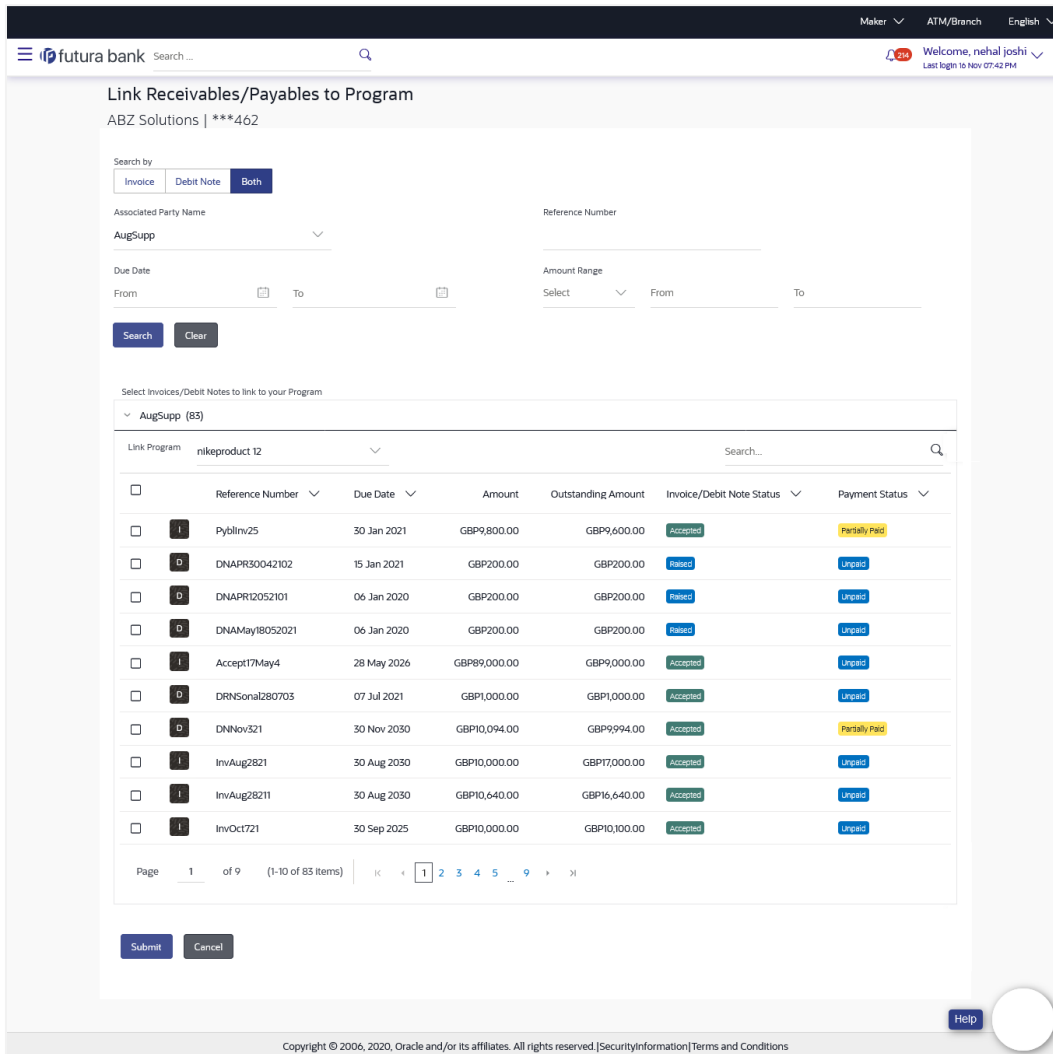 Maker ATM/Branch English
futura bank Search ... 214 Welcome, nehal joshi
Last login 16 Nov 07:42 PM
Link Receivables/Payables to Program
ABZ Solutions | ***462
Search by
Invoice Debit Note Both
Associated Party Name Reference Number
AugSupp
Due Date Amount Range
From To Select From To
Search Clear
Select Invoices/Debit Notes to link to your Program
AugSupp (83)
Link Program nikeproduct 12 Search...
Reference Number Due Date Amount Outstanding Amount Invoice/Debit Note Status Payment Status
I PyblInv25 30 Jan 2021 GBP9,800.00 GBP9,600.00 Accepted Partially Paid
D DNAPR30042102 15 Jan 2021 GBP200.00 GBP200.00 Raised Unpaid
D DNAPR12052101 06 Jan 2020 GBP200.00 GBP200.00 Raised Unpaid
D DNAMay18052021 06 Jan 2020 GBP200.00 GBP200.00 Raised Unpaid
I Accept17May4 28 May 2026 GBP89,000.00 GBP9,000.00 Accepted Unpaid
D DRNSonal280703 07 Jul 2021 GBP1,000.00 GBP1,000.00 Accepted Unpaid
D DNNov321 30 Nov 2030 GBP10,094.00 GBP9,994.00 Accepted Partially Paid
I InvAug2821 30 Aug 2030 GBP10,000.00 GBP17,000.00 Accepted Unpaid
I InvAug28211 30 Aug 2030 GBP10,640.00 GBP16,640.00 Accepted Unpaid
I InvOct721 30 Sep 2025 GBP10,000.00 GBP10,100.00 Accepted Unpaid
Page 1 of 9 (1-10 of 83 items) 1 2 3 4 5 ... 9
Submit Cancel
Help
Copyright © 2006, 2020, Oracle and/or its affiliates. All rights reserved.|SecurityInformation|Terms and Conditions